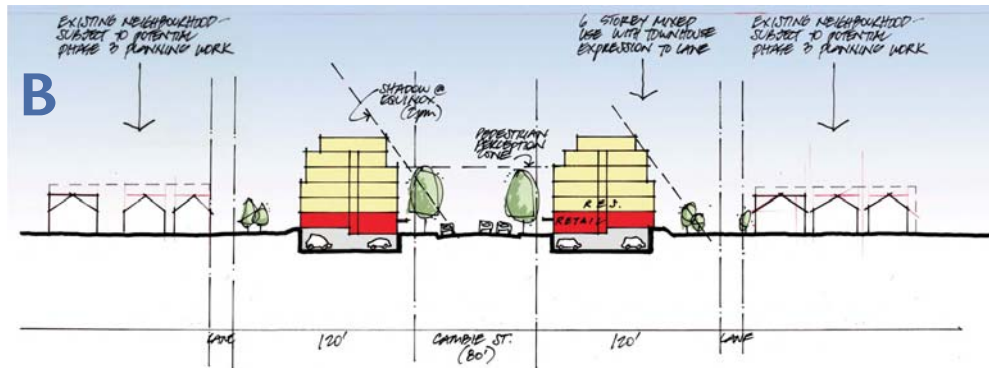 EXISTING NEIGHBOURHOOD
SUBJECT TO POTENTIAL
PHASE 3 PLANNING WORK
6 STOREY MIXED
USE WITH TOWNHOUSE
EXPRESSION TO LANE
EXISTING NEIGHBOURHOOD
SUBJECT TO POTENTIAL
PHASE 3 PLANNING WORK
B
SHADOW @
EQUINOX
(2pm)
PEDESTRIAN
PERCEPTION
ZONE
RES.
RETAIL
LANE
120'
CAMBIE ST.
(80')
120'
LANE